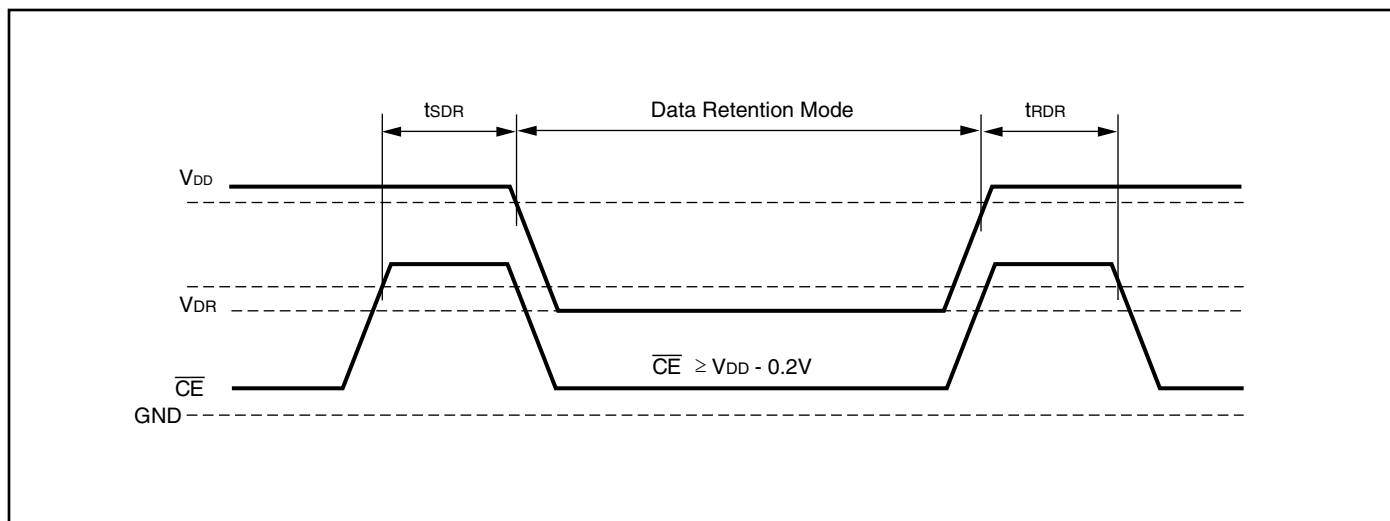 tSDR
Data Retention Mode
tRDR
VDD
VDR
CE ≥ VDD - 0.2V
CE
GND